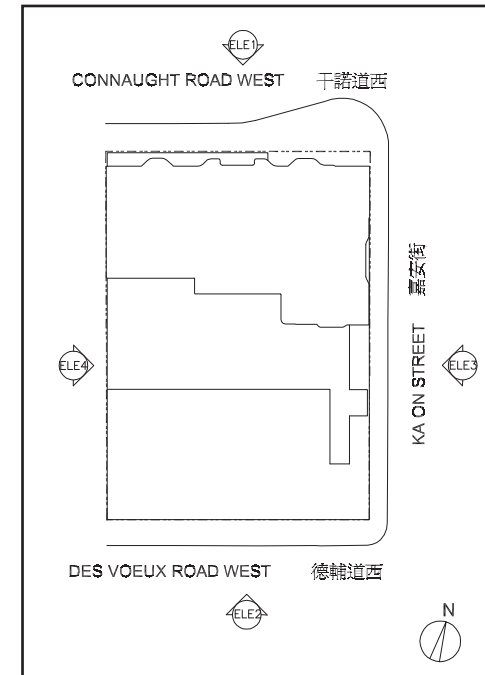 ELE1
CONNAUGHT ROAD WEST 干諾道西
嘉安街
KA ON STREET
ELE4
ELE3
DES VOEUX ROAD WEST 德輔道西
ELE2
N